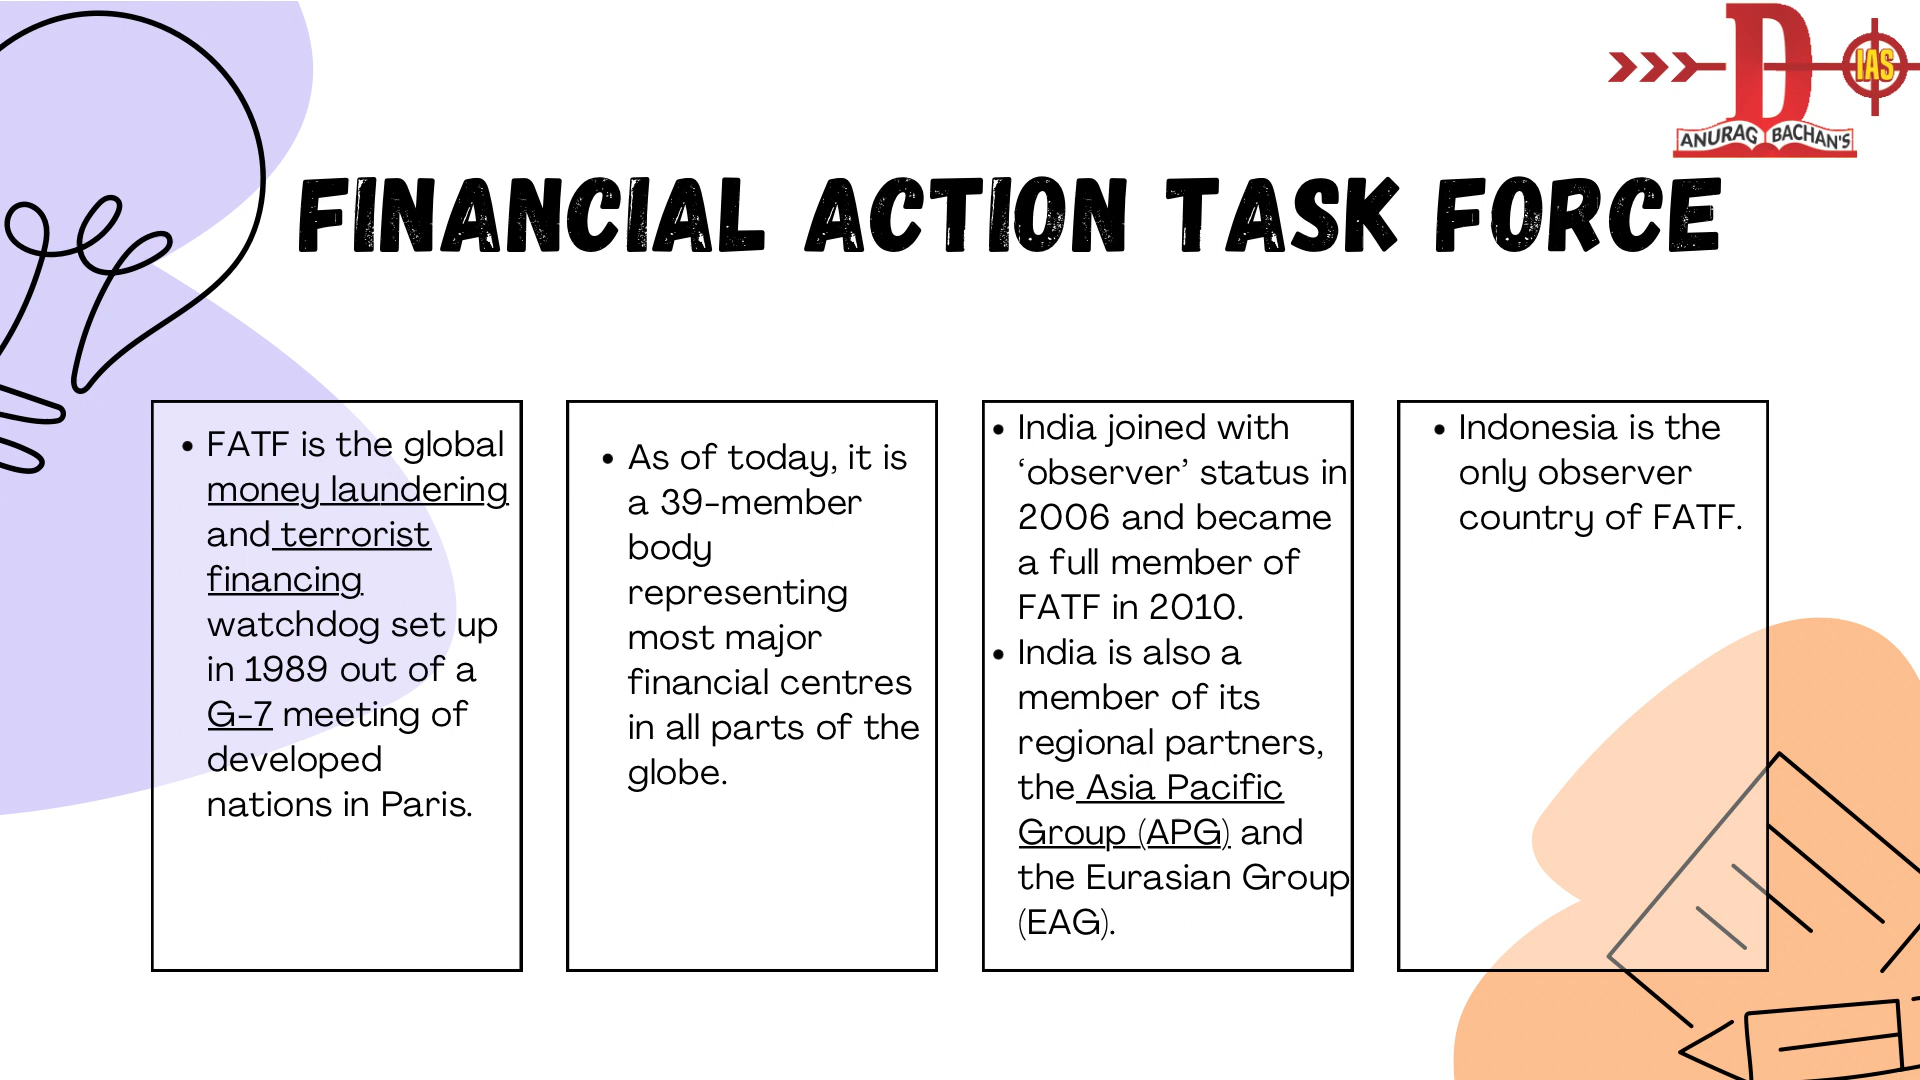 IAS
ANURAG BACHAN'S
FINANCIAL ACTION TASK FORCE
• FATF is the global
money laundering
and terrorist
financing
watchdog set up
in 1989 out of a
G-7 meeting of
developed
nations in Paris.
• As of today, it is
a 39-member
body
representing
most major
financial centres
in all parts of the
globe.
• India joined with
‘observer’ status in
2006 and became
a full member of
FATF in 2010.
• India is also a
member of its
regional partners,
the Asia Pacific
Group (APG) and
the Eurasian Group
(EAG).
• Indonesia is the
only observer
country of FATF.